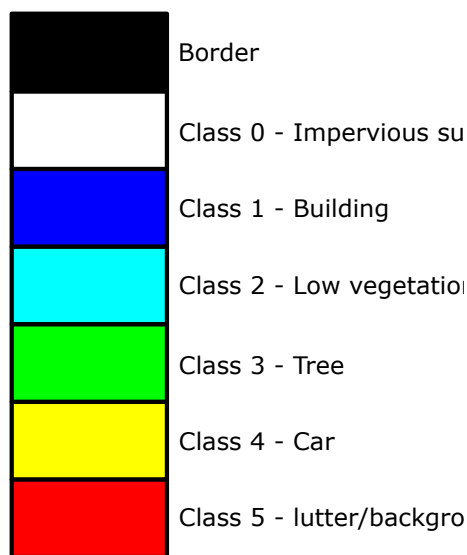 Border
Class 0 - Impervious su
Class 1 - Building
Class 2 - Low vegetation
Class 3 - Tree
Class 4 - Car
Class 5 - lutter/backgro